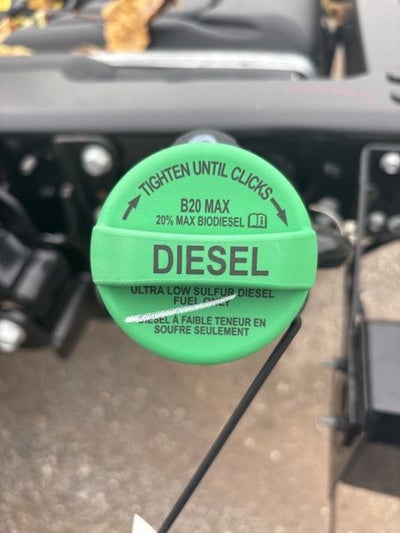 TIGHTEN UNTIL CLICKS
B20 MAX
20% MAX BIODIESEL
DIESEL
ULTRA LOW SULFUR DIESEL
FUEL ONLY
DIESEL À FAIBLE TENEUR EN
SOUFRE SEULEMENT